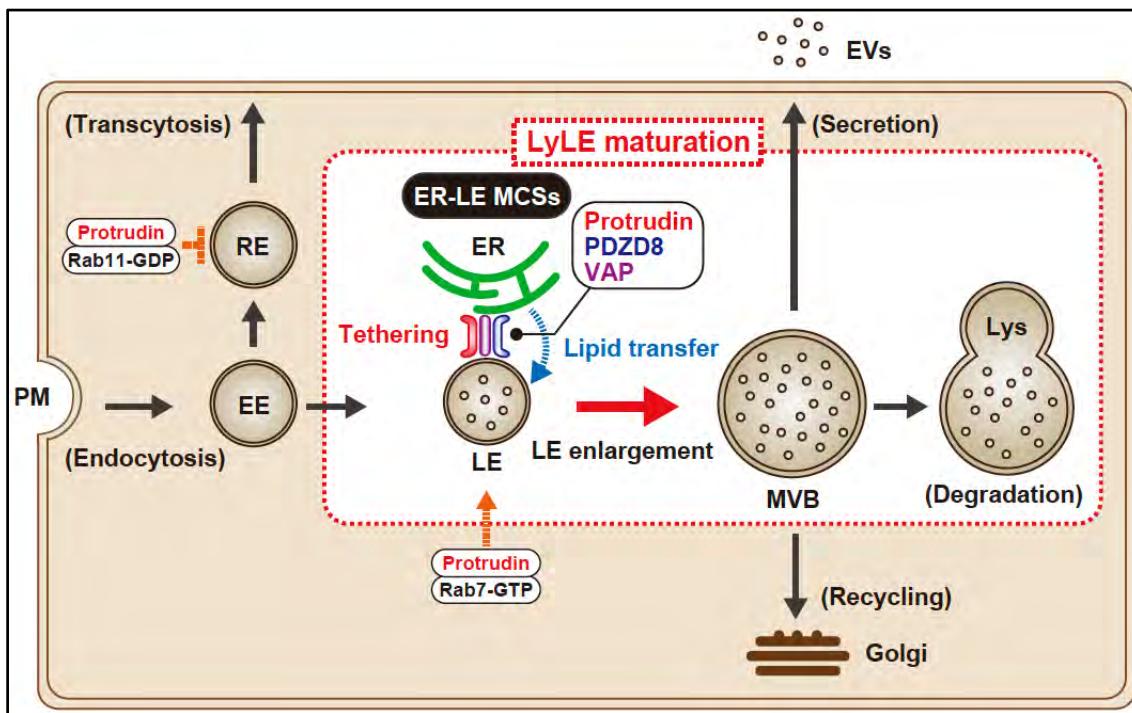 EVs
(Transcytosis)
(Secretion)
LyLE maturation
ER-LE MCSs
Protrudin
PDZD8
VAP
Protrudin
Rab11-GDP
RE
ER
Tethering
Lipid transfer
Lys
PM
EE
(Endocytosis)
LE
LE enlargement
MVB
(Degradation)
Protrudin
Rab7-GTP
(Recycling)
Golgi